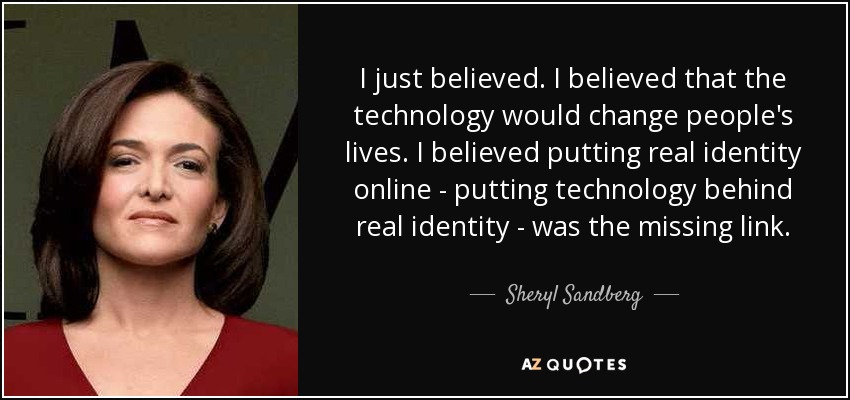 I just believed. I believed that the
technology would change people's
lives. I believed putting real identity
online - putting technology behind
real identity - was the missing link.
Sheryl Sandberg
AZ QUOTES